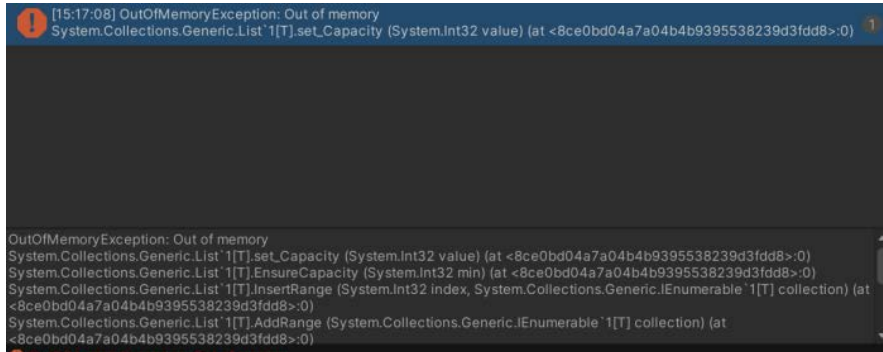 [15:17:08] OutOfMemoryException: Out of memory
System.Collections.Generic.List`1[T].set_Capacity (System.Int32 value) (at <8ce0bd04a7a04b4b9395538239d3fdd8>:0)
1
OutOfMemoryException: Out of memory
System.Collections.Generic.List`1[T].set_Capacity (System.Int32 value) (at <8ce0bd04a7a04b4b9395538239d3fdd8>:0)
System.Collections.Generic.List`1[T].EnsureCapacity (System.Int32 min) (at <8ce0bd04a7a04b4b9395538239d3fdd8>:0)
System.Collections.Generic.List`1[T].InsertRange (System.Int32 index, System.Collections.Generic.IEnumerable`1[T] collection) (at
<8ce0bd04a7a04b4b9395538239d3fdd8>:0)
System.Collections.Generic.List`1[T].AddRange (System.Collections.Generic.IEnumerable`1[T] collection) (at
<8ce0bd04a7a04b4b9395538239d3fdd8>:0)